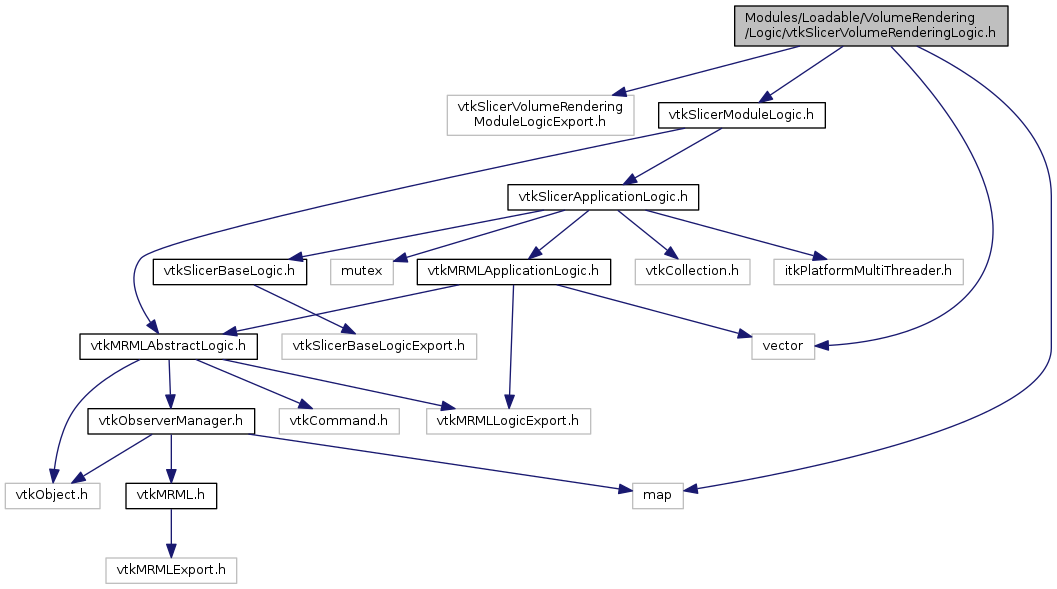 Modules/Loadable/VolumeRendering
/Logic/vtkSlicerVolumeRenderingLogic.h
vtkSlicerVolumeRendering
ModuleLogicExport.h
vtkSlicerModuleLogic.h
vtkSlicerApplicationLogic.h
vtkSlicerBaseLogic.h
mutex
vtkMRMLApplicationLogic.h
vtkCollection.h
itkPlatformMultiThreader.h
vtkMRMLAbstractLogic.h
vtkSlicerBaseLogicExport.h
vector
vtkObserverManager.h
vtkCommand.h
vtkMRMLLogicExport.h
vtkObject.h
vtkMRML.h
map
vtkMRMLExport.h